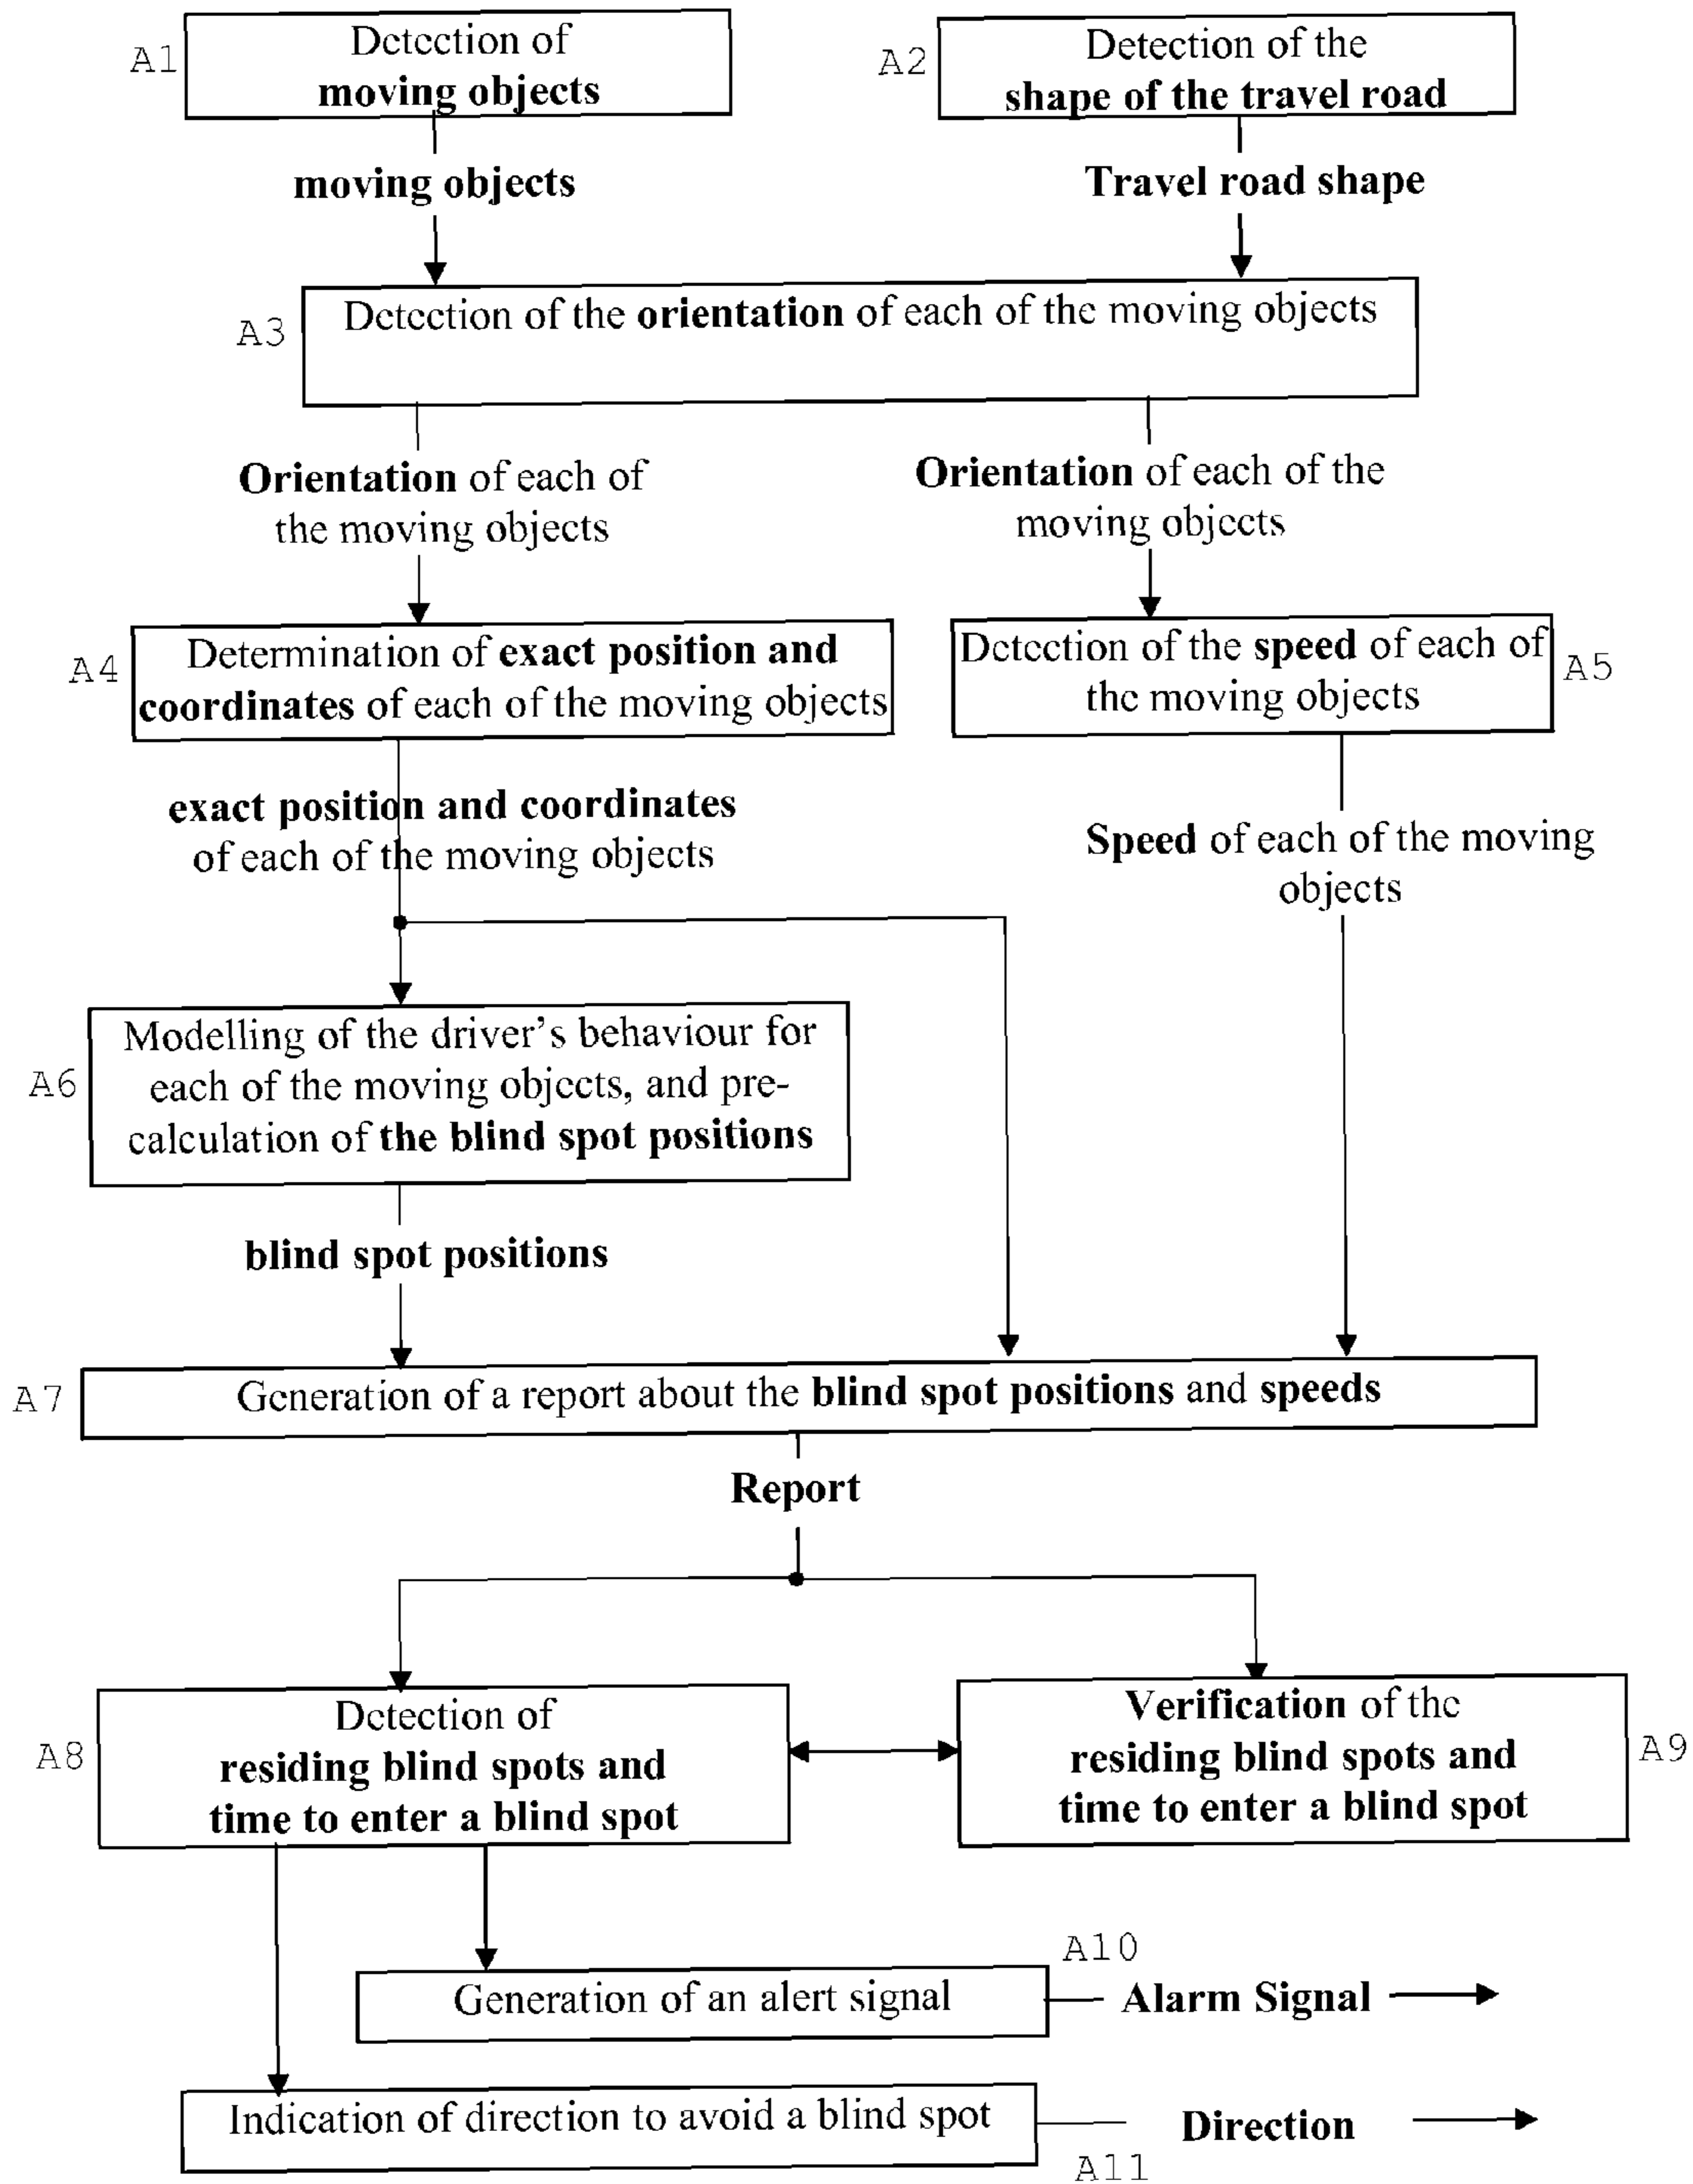 A1
Detection of
moving objects
A2
Detection of the
shape of the travel road
moving objects
Travel road shape
A3
Detection of the orientation of each of the moving objects
Orientation of each of
the moving objects
Orientation of each of the
moving objects
A4
Determination of exact position and
coordinates of each of the moving objects
Detection of the speed of each of
the moving objects
A5
exact position and coordinates
of each of the moving objects
Speed of each of the moving
objects
A6
Modelling of the driver's behaviour for
each of the moving objects, and pre-
calculation of the blind spot positions
blind spot positions
A7
Generation of a report about the blind spot positions and speeds
Report
A8
Detection of
residing blind spots and
time to enter a blind spot
Verification of the
residing blind spots and
time to enter a blind spot
A9
A10
Generation of an alert signal
Alarm Signal
Indication of direction to avoid a blind spot
Direction
A11